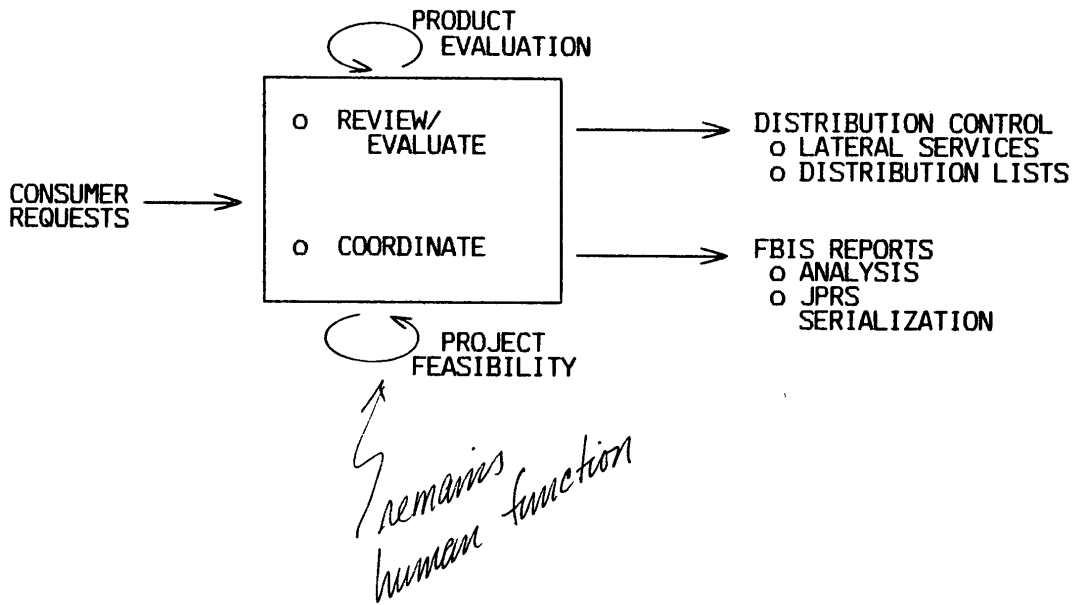 PRODUCT
EVALUATION
o REVIEW/
EVALUATE
CONSUMER
REQUESTS
o COORDINATE
DISTRIBUTION CONTROL
o LATERAL SERVICES
o DISTRIBUTION LISTS
FBIS REPORTS
o ANALYSIS
o JPRS
SERIALIZATION
PROJECT
FEASIBILITY
remains
human function